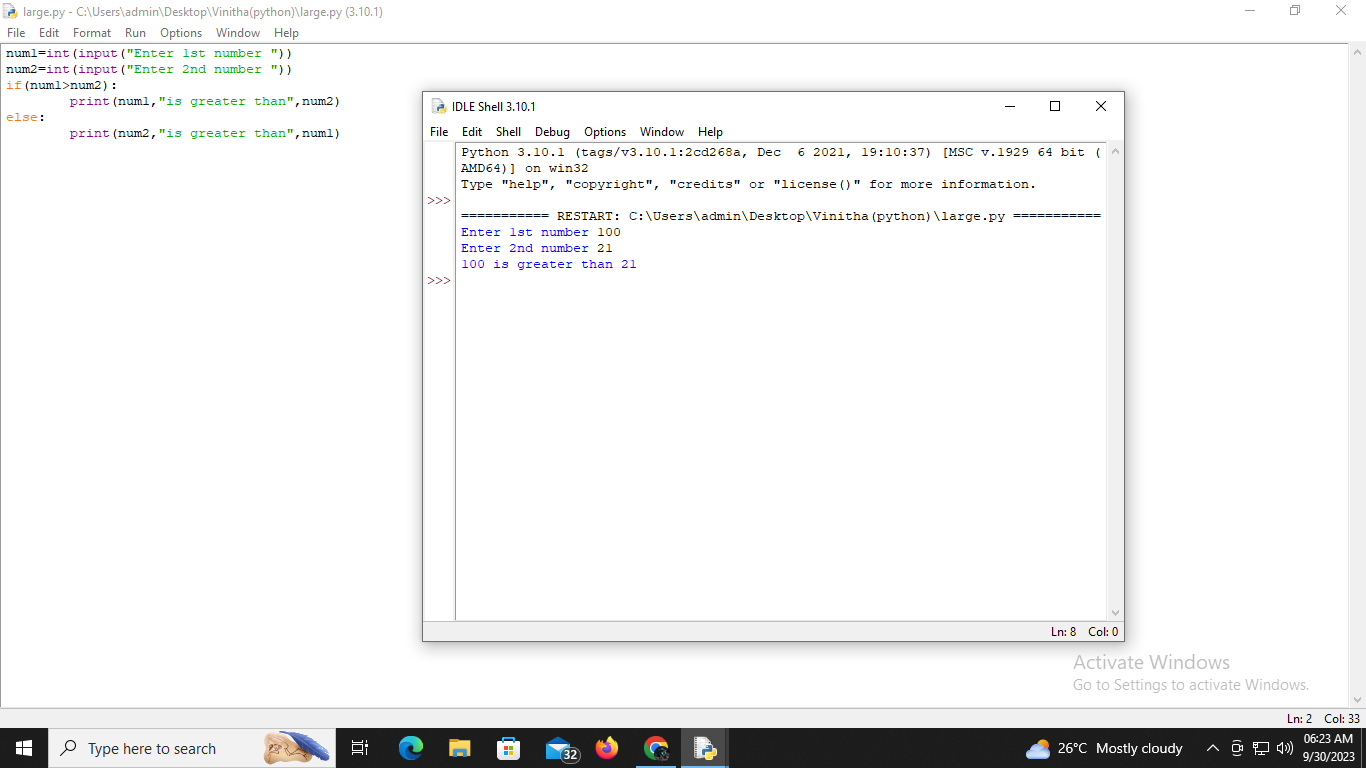 large.py - C:\Users\admin\Desktop\Vinitha(python)\large.py (3.10.1)
File Edit Format Run Options Window Help
num1=int(input("Enter 1st number "))
num2=int(input("Enter 2nd number "))
if(num1>num2):
        print(num1,"is greater than",num2)
else:
        print(num2,"is greater than",num1)
IDLE Shell 3.10.1
File Edit Shell Debug Options Window Help
Python 3.10.1 (tags/v3.10.1:2cd268a, Dec  6 2021, 19:10:37) [MSC v.1929 64 bit (
AMD64)] on win32
Type "help", "copyright", "credits" or "license()" for more information.
>>>
=========== RESTART: C:\Users\admin\Desktop\Vinitha(python)\large.py ===========
Enter 1st number 100
Enter 2nd number 21
100 is greater than 21
>>>
Ln: 8 Col: 0
Activate Windows
Go to Settings to activate Windows.
Ln: 2 Col: 33
Type here to search
32
26°C Mostly cloudy
06:23 AM
9/30/2023